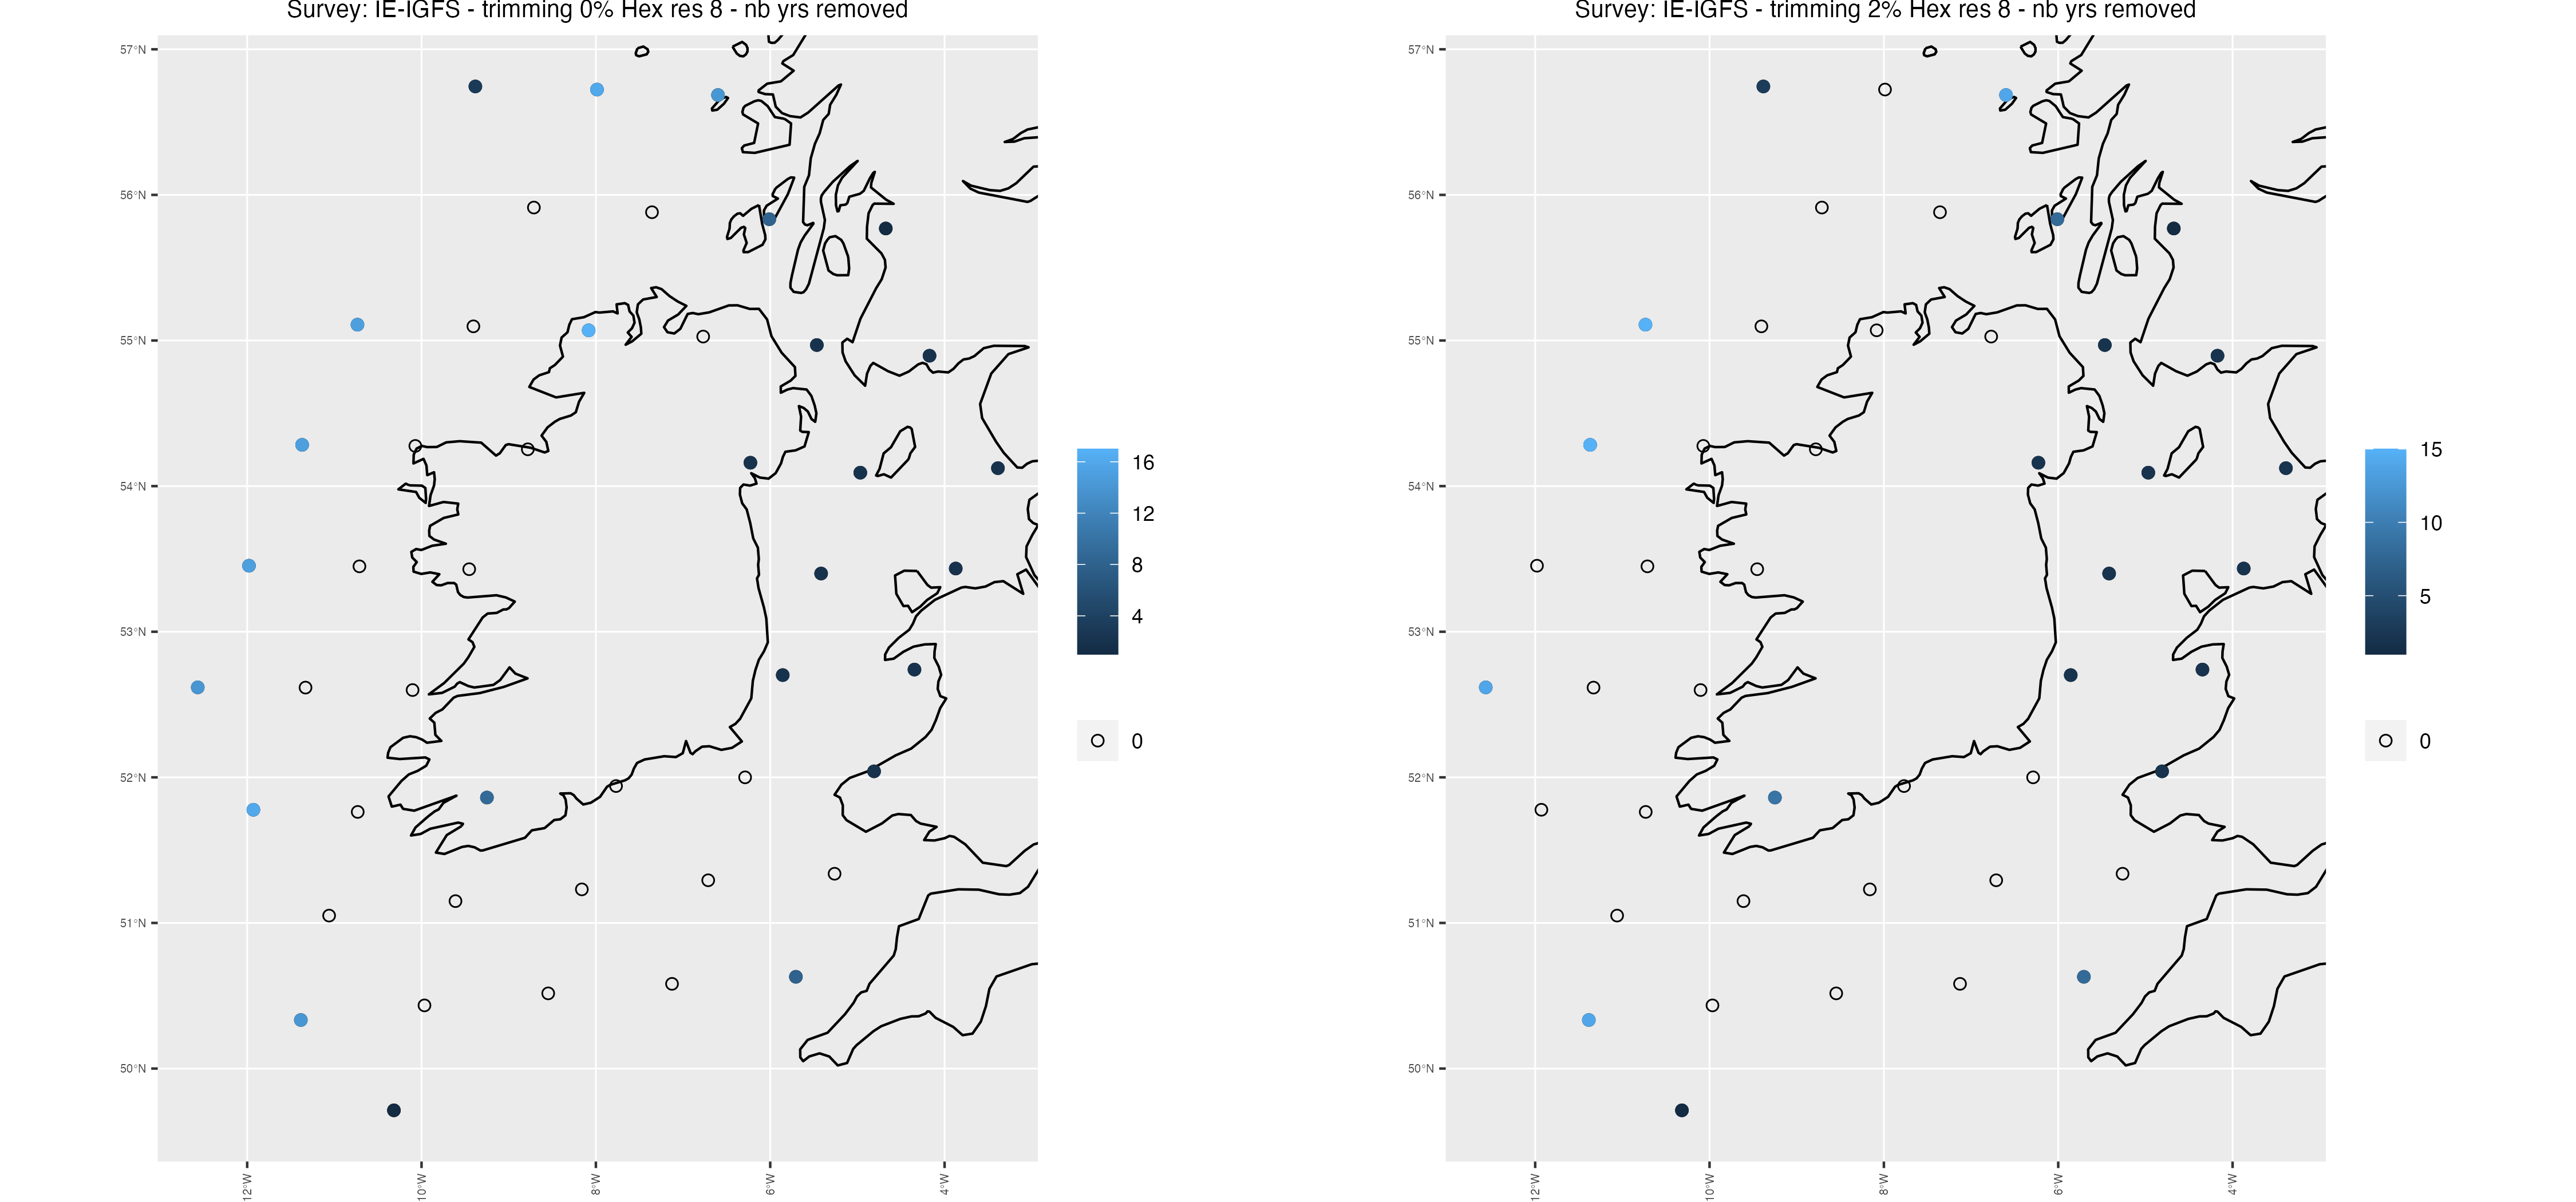 Survey: IE-IGFS - trimming 0% Hex res 8 - nb yrs removed
57°N
56°N
55°N
54°N
53°N
52°N
51°N
50°N
12°W
10°W
8°W
6°W
4°W
16
12
8
4
0
Survey: IE-IGFS - trimming 2% Hex res 8 - nb yrs removed
57°N
56°N
55°N
54°N
53°N
52°N
51°N
50°N
12°W
10°W
8°W
6°W
4°W
15
10
5
0